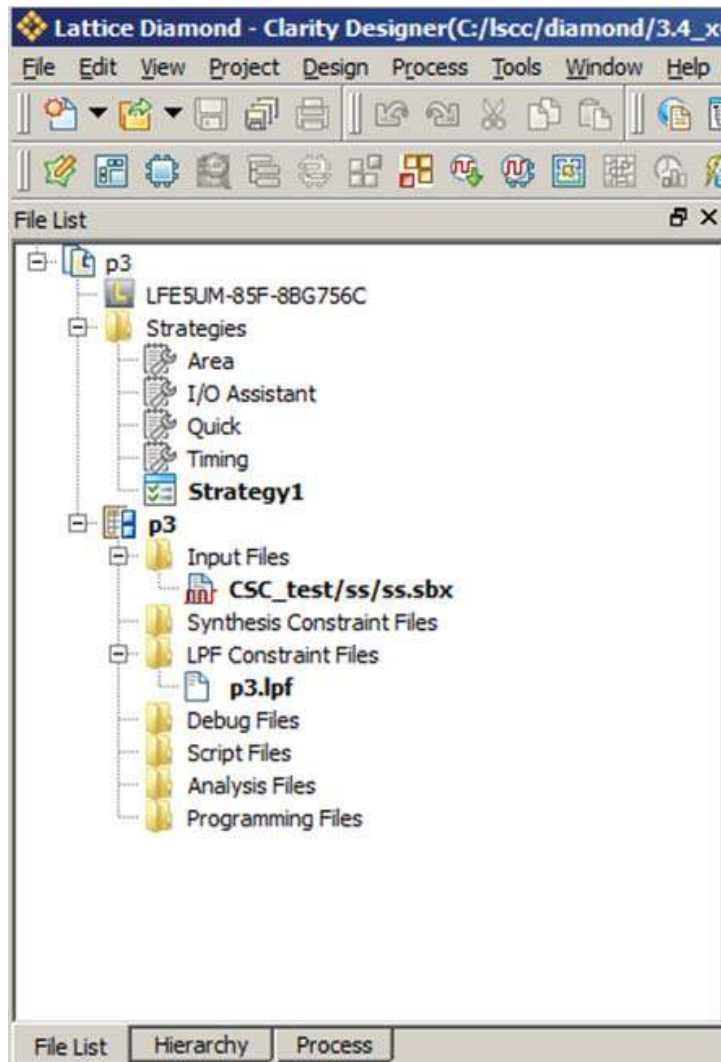 Lattice Diamond - Clarity Designer(C:/lscc/diamond/3.4_x
File Edit View Project Design Process Tools Window Help
File List
p3
LFE5UM-85F-8BG756C
Strategies
Area
I/O Assistant
Quick
Timing
Strategy1
p3
Input Files
CSC_test/ss/ss.sbx
Synthesis Constraint Files
LPF Constraint Files
p3.lpf
Debug Files
Script Files
Analysis Files
Programming Files
File List Hierarchy Process